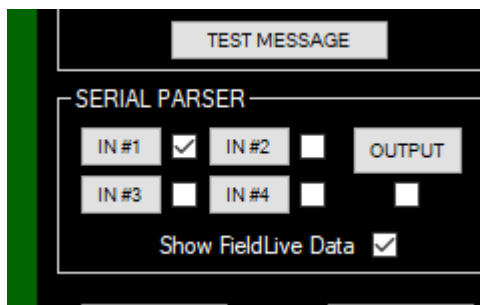 TEST MESSAGE
SERIAL PARSER
IN #1 IN #2 OUTPUT
IN #3 IN #4
Show FieldLive Data